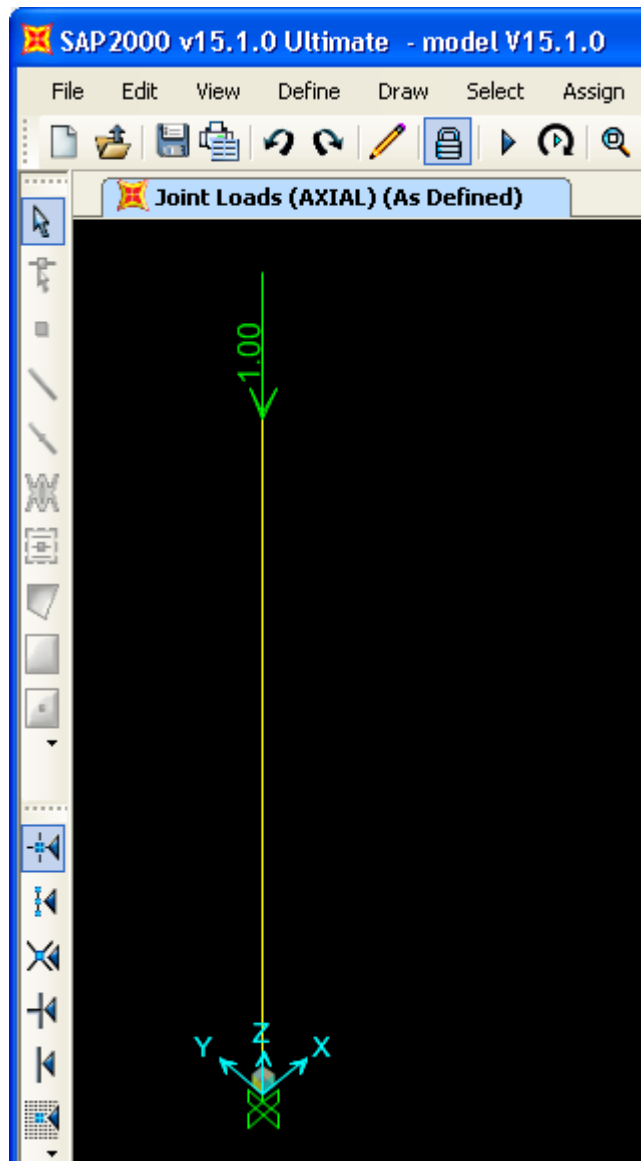 SAP2000 v15.1.0 Ultimate - model V15.1.0
File Edit View Define Draw Select Assign
Joint Loads (AXIAL) (As Defined)
1.00
Z
Y X